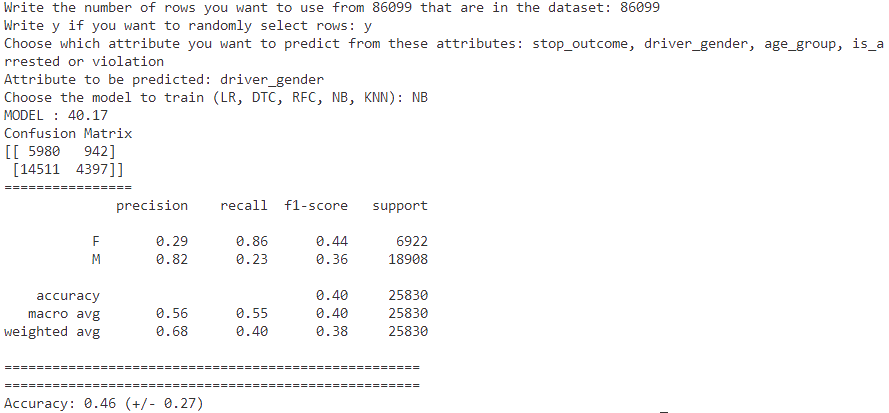 Write the number of rows you want to use from 86099 that are in the dataset: 86099
Write y if you want to randomly select rows: y
Choose which attribute you want to predict from these attributes: stop_outcome, driver_gender, age_group, is_a
rrested or violation
Attribute to be predicted: driver_gender
Choose the model to train (LR, DTC, RFC, NB, KNN): NB
MODEL : 40.17
Confusion Matrix
[[ 5980   942]
 [14511  4397]]
================
              precision    recall  f1-score   support

           F       0.29      0.86      0.44      6922
           M       0.82      0.23      0.36     18908

    accuracy                           0.40     25830
   macro avg       0.56      0.55      0.40     25830
weighted avg       0.68      0.40      0.38     25830

====================================================
====================================================
Accuracy: 0.46 (+/- 0.27)